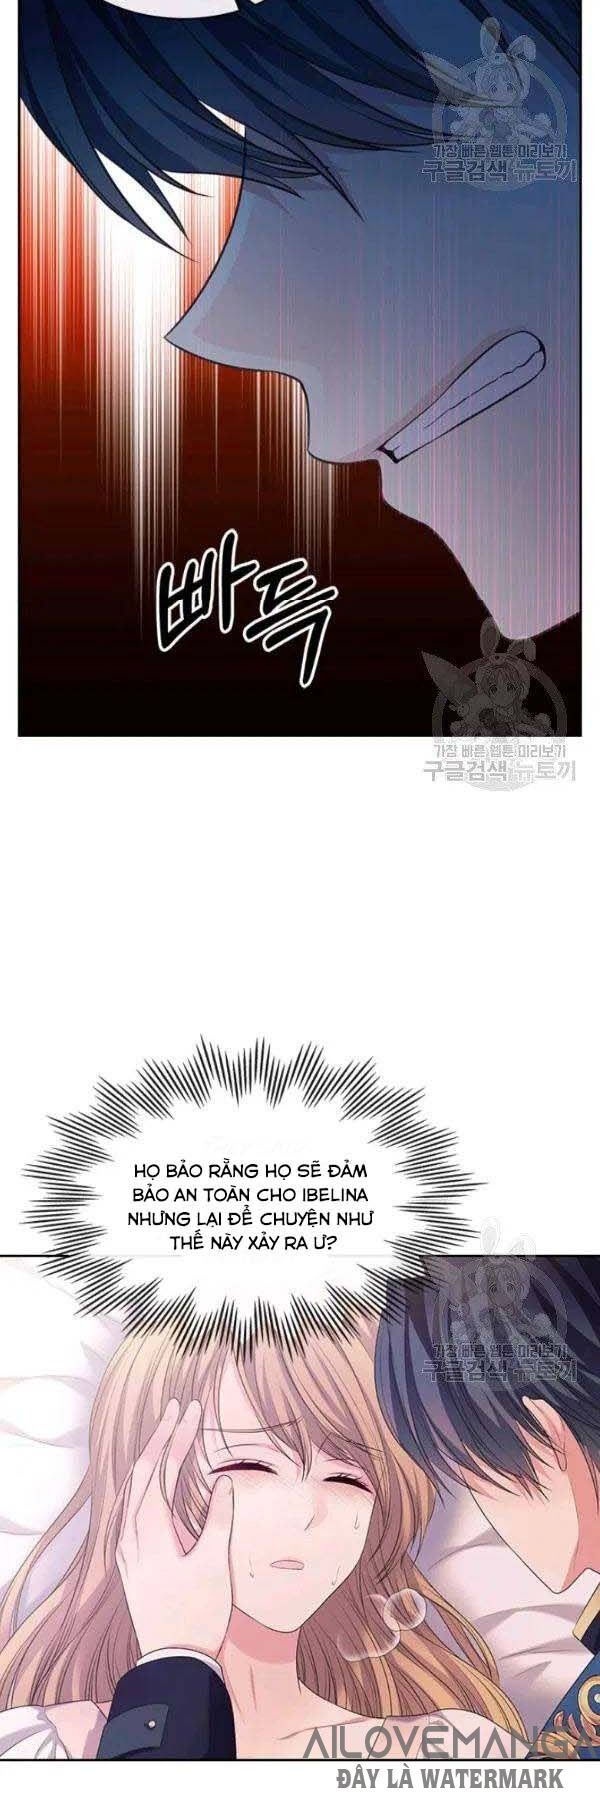 가장 빠른 웹툰 미리보기
구글검색 뉴토끼
빠득
가장 빠른 웹툰 미리보기
구글검색 뉴토끼
HỌ BẢO RẰNG HỌ SẼ ĐẢM
BẢO AN TOÀN CHO IBELINA
NHƯNG LẠI ĐỂ CHUYỆN NHƯ
THẾ NÀY XẢY RA Ư?
가장 빠른 웹툰 미리보기
구글검색 뉴토끼
AILOVEMANGA
ĐÂY LÀ WATERMARK